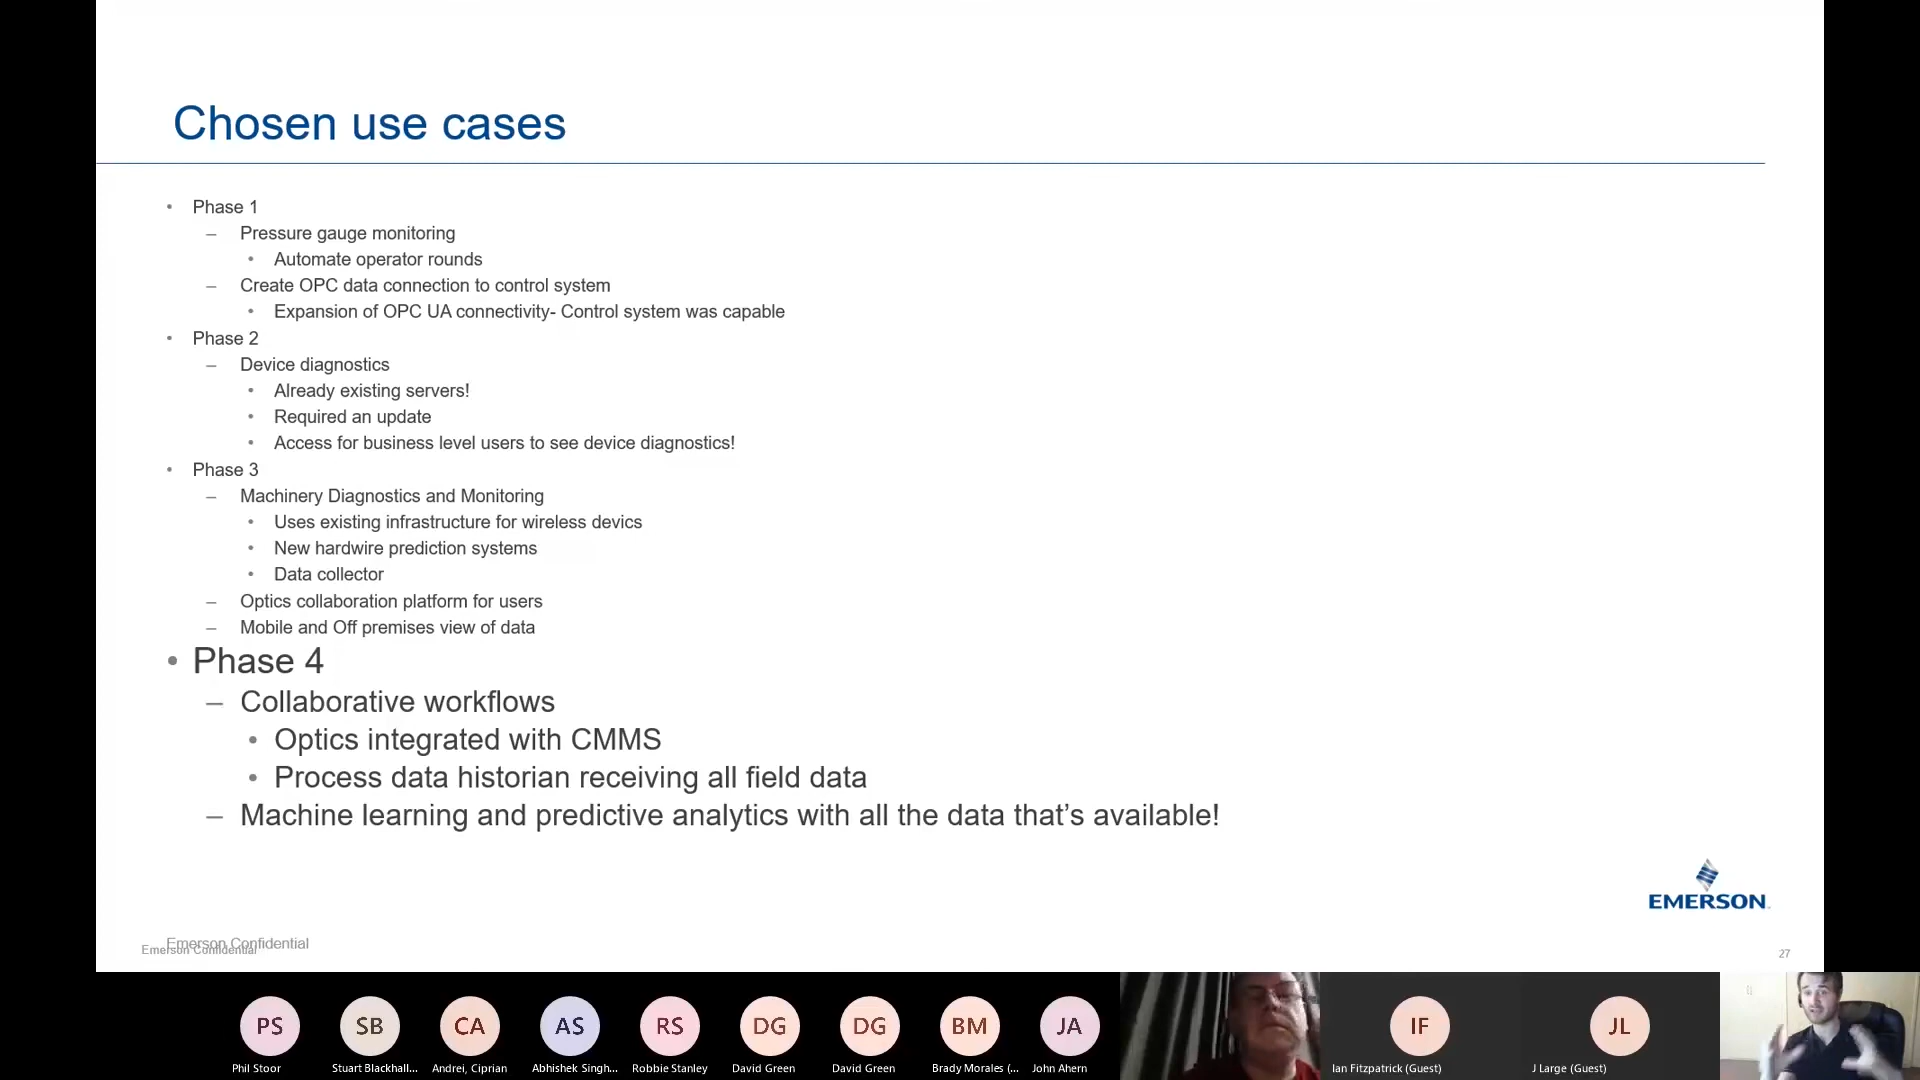 Chosen use cases
• Phase 1
– Pressure gauge monitoring
• Automate operator rounds
– Create OPC data connection to control system
• Expansion of OPC UA connectivity- Control system was capable
• Phase 2
– Device diagnostics
• Already existing servers!
• Required an update
• Access for business level users to see device diagnostics!
• Phase 3
– Machinery Diagnostics and Monitoring
• Uses existing infrastructure for wireless devics
• New hardwire prediction systems
• Data collector
– Optics collaboration platform for users
– Mobile and Off premises view of data
• Phase 4
– Collaborative workflows
• Optics integrated with CMMS
• Process data historian receiving all field data
– Machine learning and predictive analytics with all the data that’s available!
EMERSON
Emerson Confidential
Emerson Confidential
27
PS SB CA AS RS DG DG BM JA IF JL
Phil Stoor Stuart Blackhall... Andrei, Ciprian Abhishek Singh... Robbie Stanley David Green David Green Brady Morales (... John Ahern Ian Fitzpatrick (Guest) J Large (Guest)